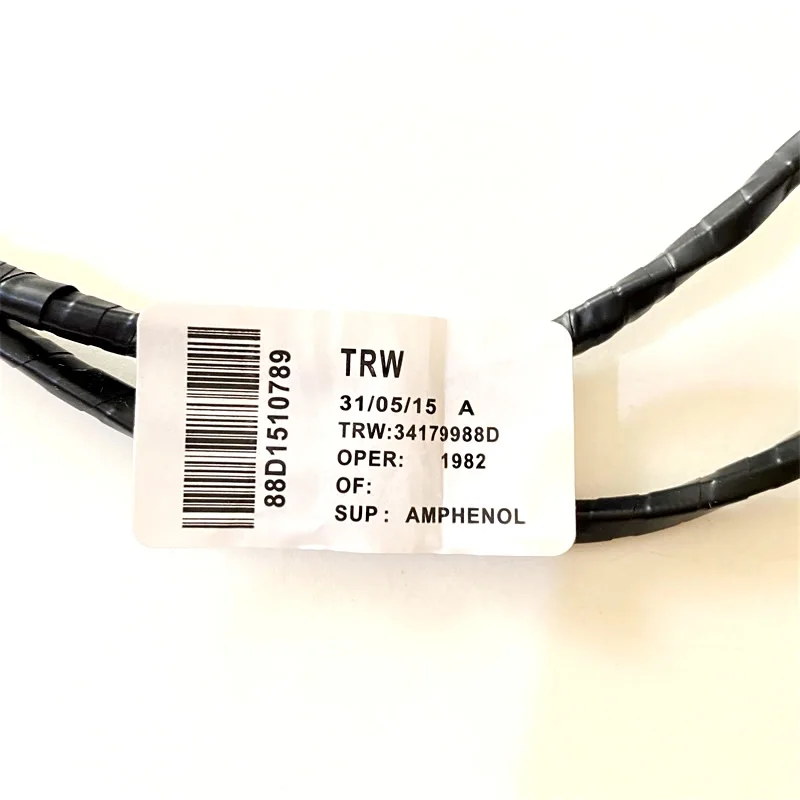 88D1510789
TRW
31/05/15 A
TRW:34179988D
OPER: 1982
OF:
SUP: AMPHENOL